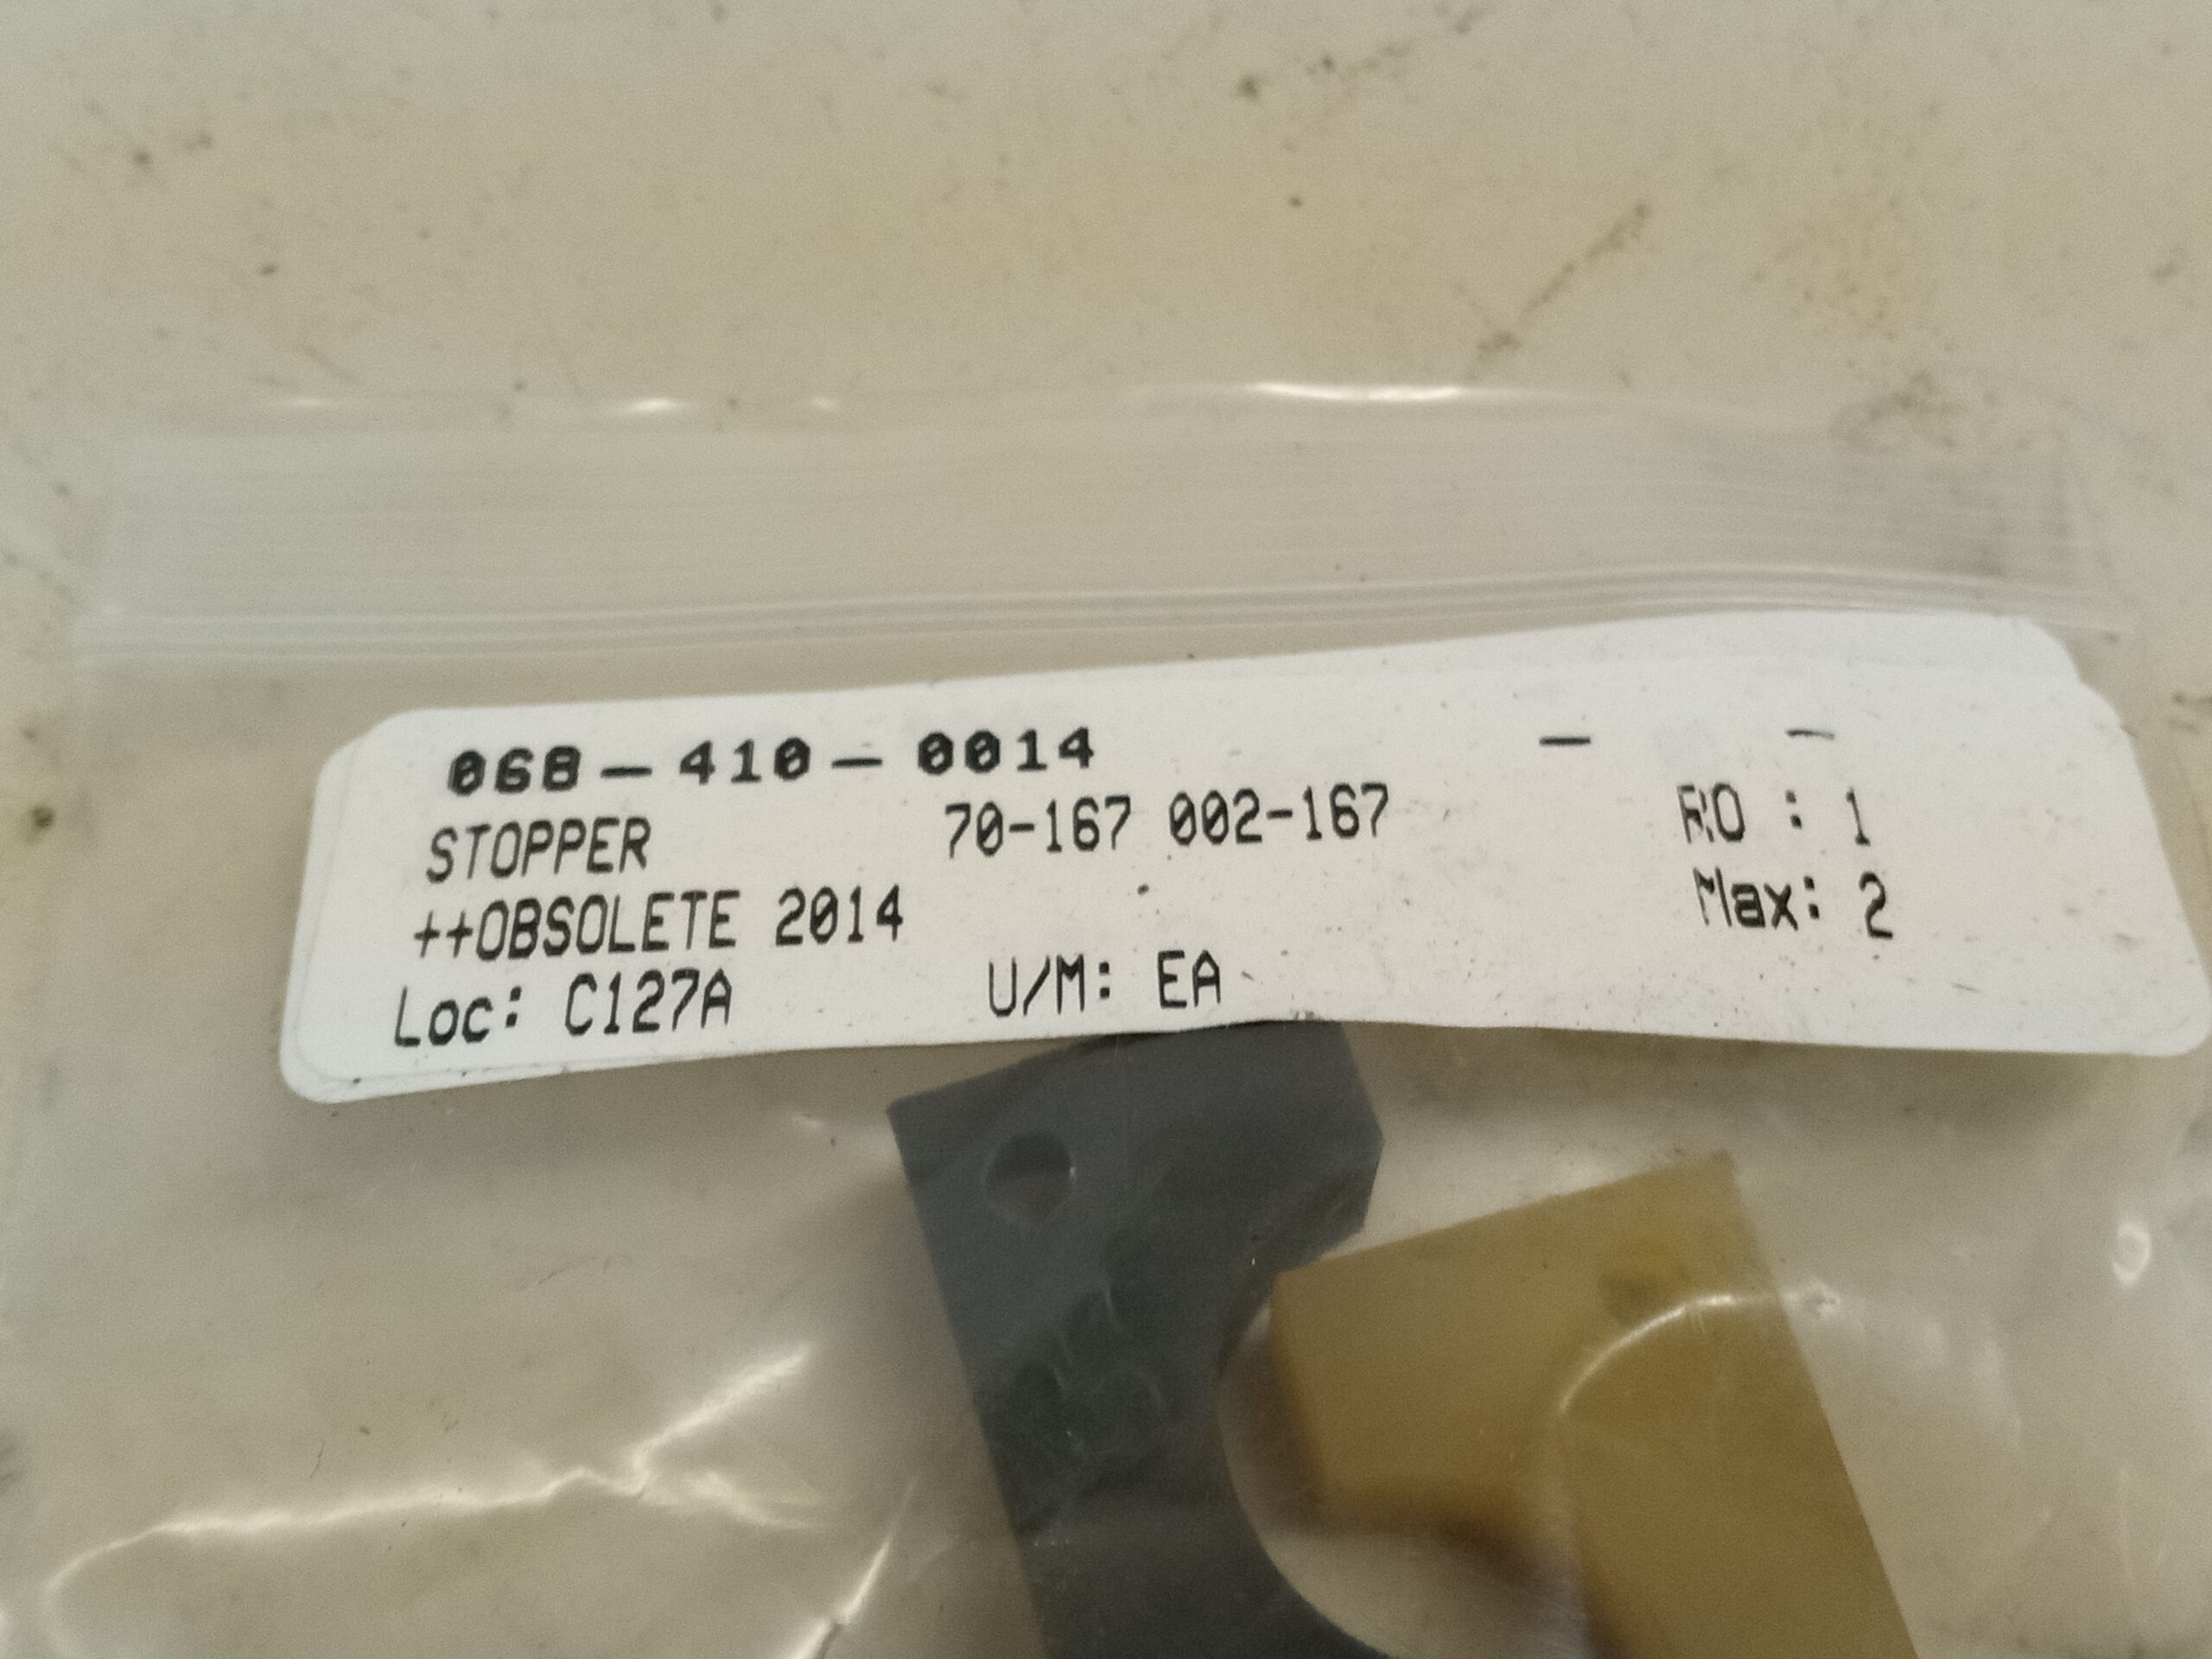 068-410-0014 - -
STOPPER 70-167 002-167 RO : 1
++OBSOLETE 2014 Max: 2
Loc: C127A U/M: EA